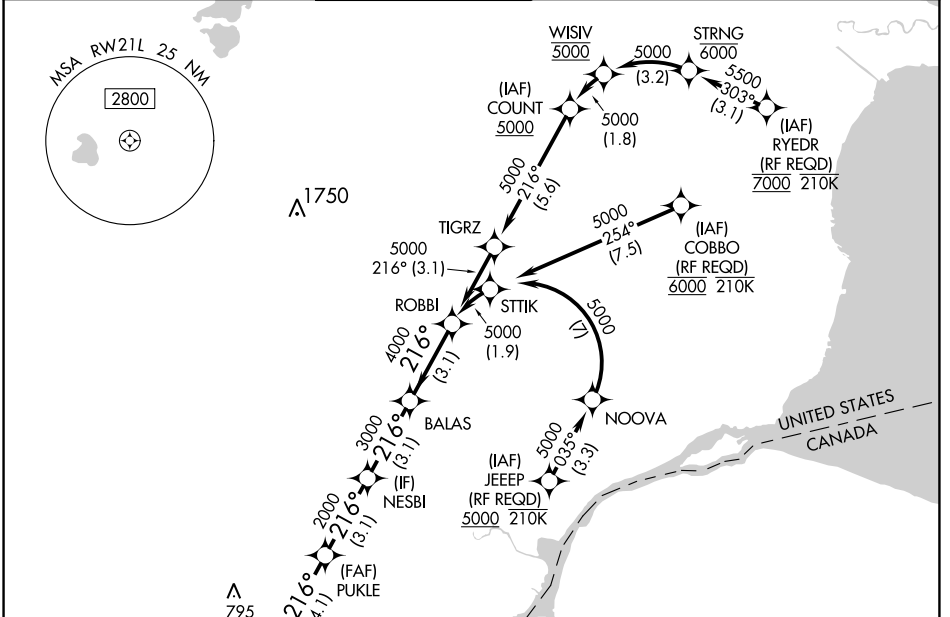 MSA RW21L 25 NM
2800
1750
WISIV
5000
STRNG
6000
5000
(3.2)
5500
303°
(3.1)
(IAF)
COUNT
5000
5000
(1.8)
(IAF)
RYEDR
(RF REQD)
7000 210K
5000
216°
(5.6)
5000
254°
(7.5)
(IAF)
COBBO
(RF REQD)
6000 210K
TIGRZ
5000
216° (3.1)
ROBBI
STTIK
5000
(1.9)
5000
(7)
4000
216°
(3.1)
BALAS
NOOVA
UNITED STATES
CANADA
3000
216°
(3.1)
(IF)
NESBI
5000
035°
(3.3)
(IAF)
JEEEP
(RF REQD)
5000 210K
2000
216°
(3.1)
(FAF)
PUKLE
795
216°
(4.1)